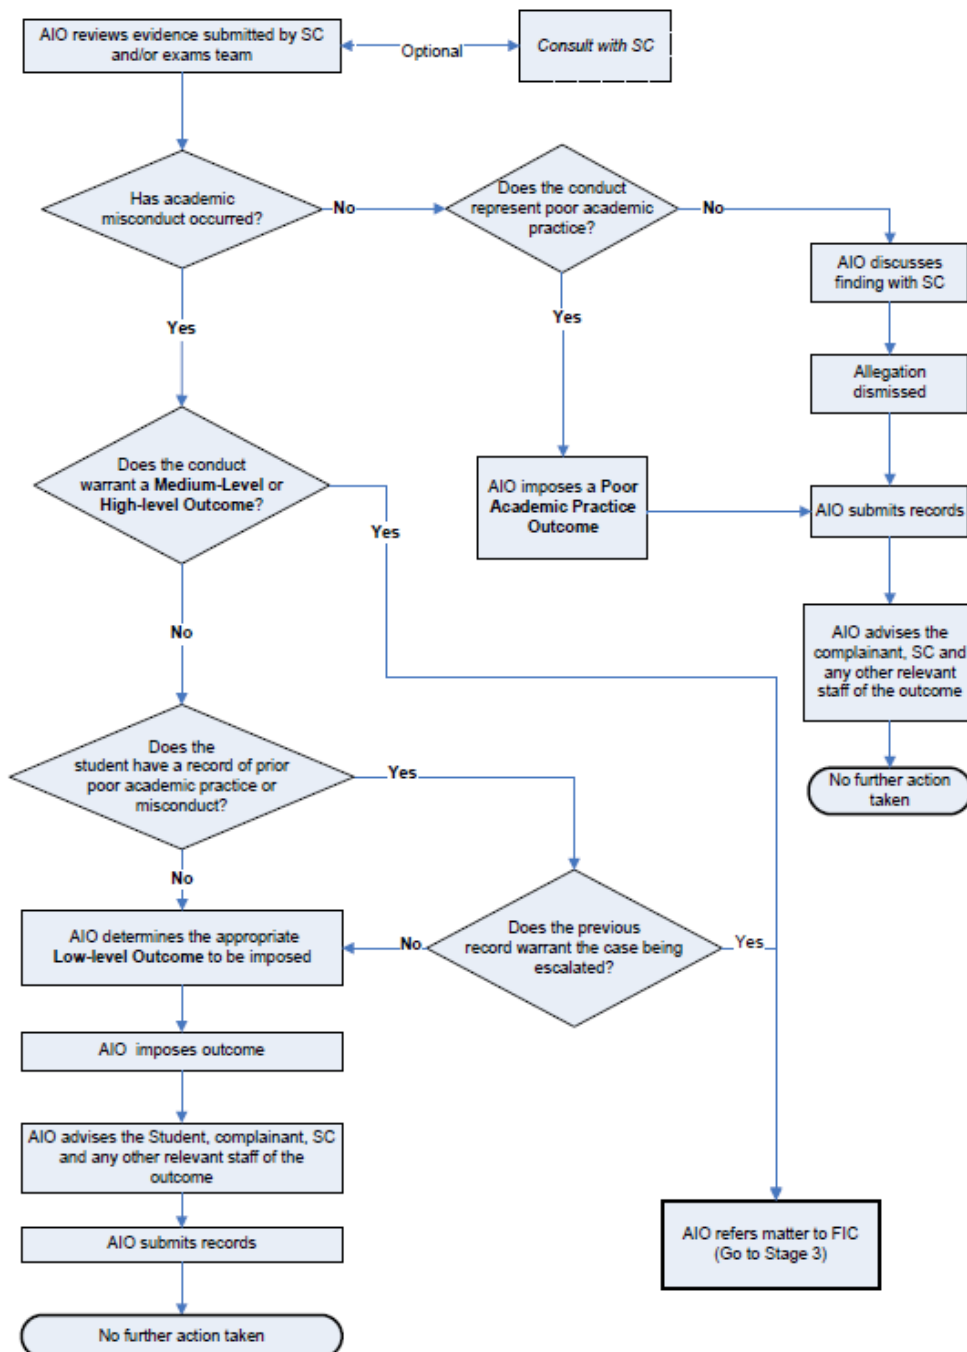 AIO reviews evidence submitted by SC
and/or exams team
Optional
Consult with SC
Has academic
misconduct occurred?
No
Does the conduct
represent poor academic
practice?
No
AIO discusses
finding with SC
Yes
Yes
Allegation
dismissed
Does the conduct
warrant a Medium-Level or
High-level Outcome?
Yes
AIO imposes a Poor
Academic Practice
Outcome
AIO submits records
No
AIO advises the
complainant, SC and
any other relevant
staff of the outcome
Does the
student have a record of prior
poor academic practice or
misconduct?
Yes
No further action
taken
No
AIO determines the appropriate
Low-level Outcome to be imposed
No
Does the previous
record warrant the case being
escalated?
Yes
AIO imposes outcome
AIO advises the Student, complainant, SC
and any other relevant staff of the
outcome
AIO submits records
AIO refers matter to FIC
(Go to Stage 3)
No further action taken